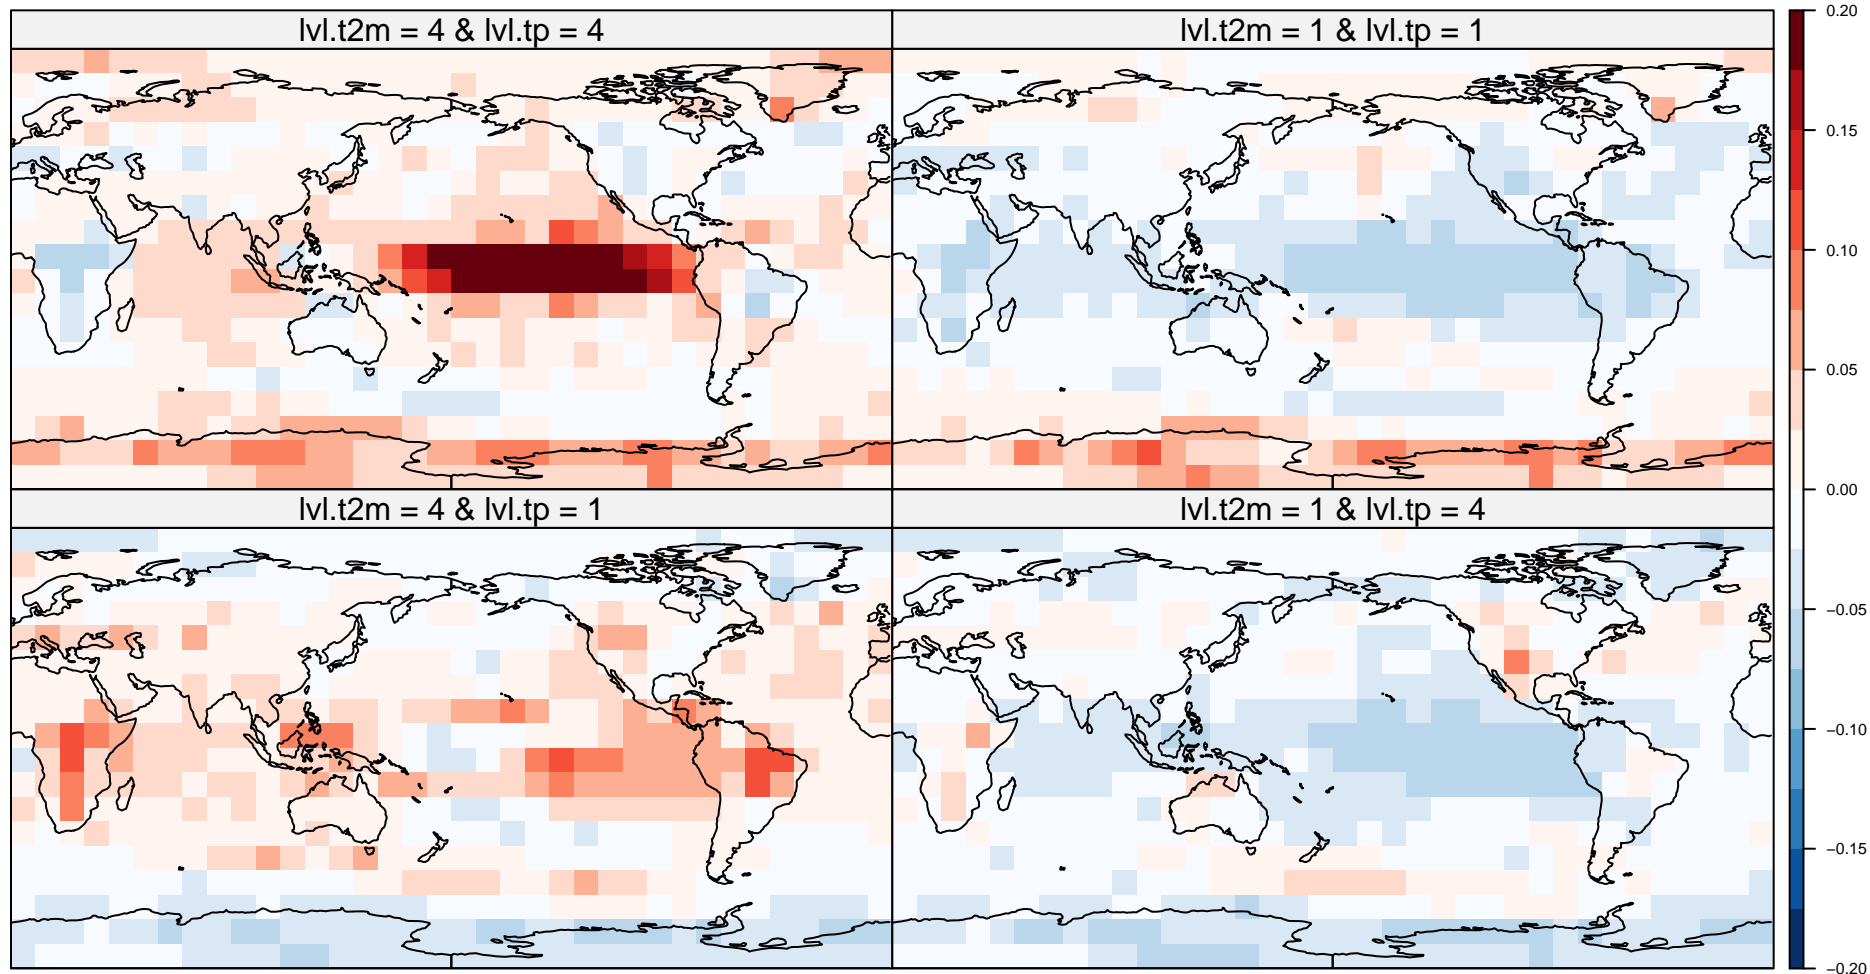 lvl.t2m = 4 & lvl.tp = 4
lvl.t2m = 1 & lvl.tp = 1
lvl.t2m = 4 & lvl.tp = 1
lvl.t2m = 1 & lvl.tp = 4
0.20
0.15
0.10
0.05
0.00
−0.05
−0.10
−0.15
−0.20